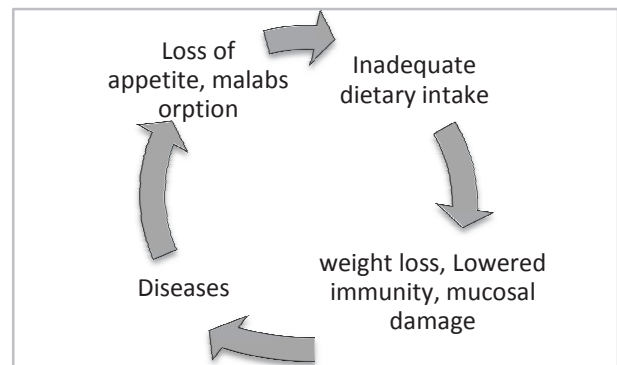 Loss of
appetite, malabs
orption
Inadequate
dietary intake
weight loss, Lowered
immunity, mucosal
damage
Diseases